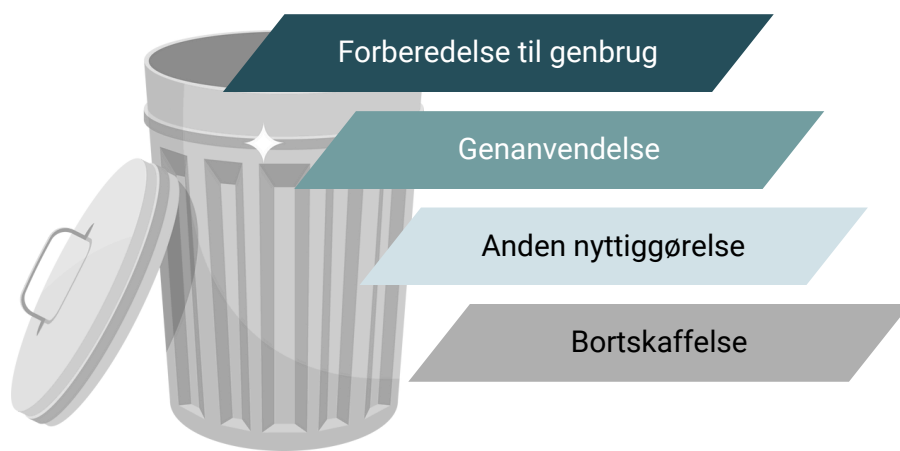 Forberedelse til genbrug
Genanvendelse
Anden nyttiggørelse
Bortskaffelse